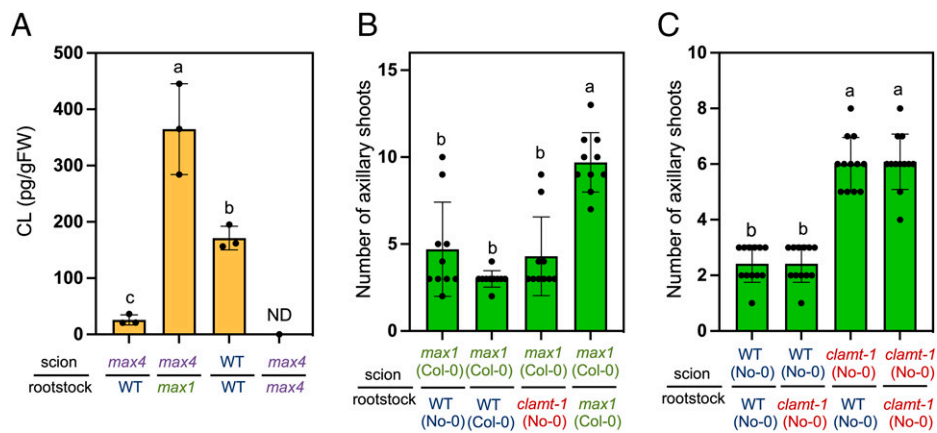 A
CL (pg/gFW)
500
400
300
200
100
0
c
a
b
ND
scion
max4 max4 WT max4
rootstock
WT max1 WT max4
B
Number of axillary shoots
15
10
5
0
b
b
b
a
scion
max1 max1 max1 max1
(Col-0) (Col-0) (Col-0) (Col-0)
rootstock
WT WT clamt-1 max1
(No-0) (Col-0) (No-0) (Col-0)
C
Number of axillary shoots
10
8
6
4
2
0
b
b
a
a
scion
WT WT clamt-1 clamt-1
(No-0) (No-0) (No-0) (No-0)
rootstock
WT clamt-1 WT clamt-1
(No-0) (No-0) (No-0) (No-0)